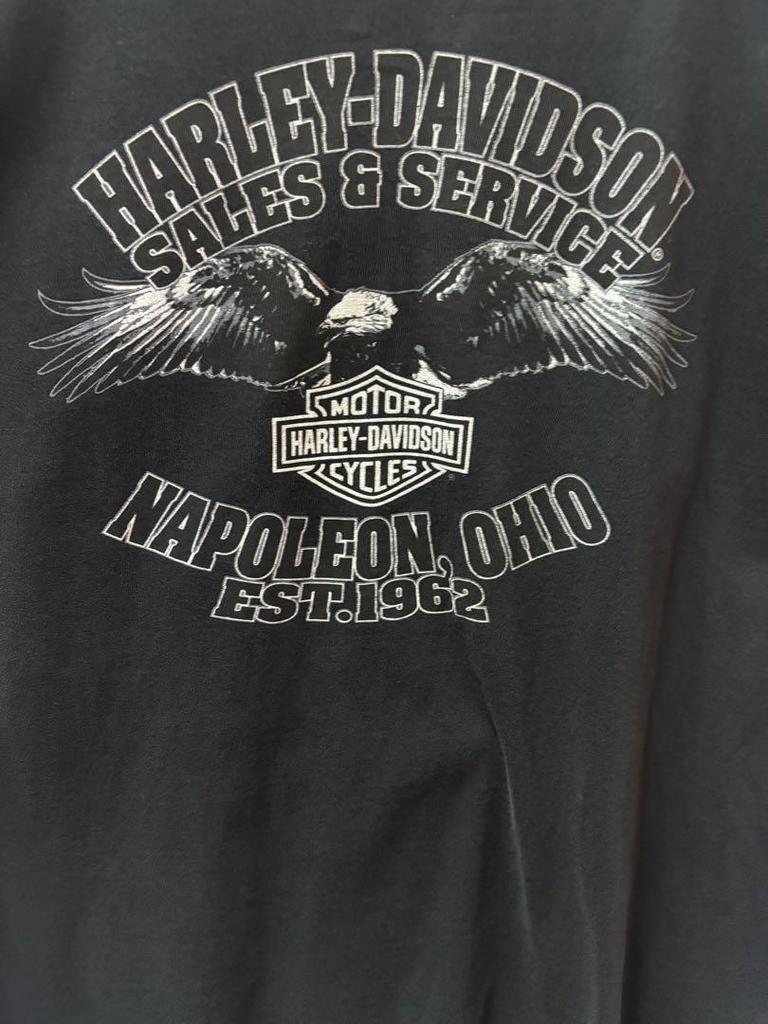 HARLEY-DAVIDSON®
SALES & SERVICE
MOTOR
HARLEY-DAVIDSON
CYCLES
NAPOLEON, OHIO
EST.1962